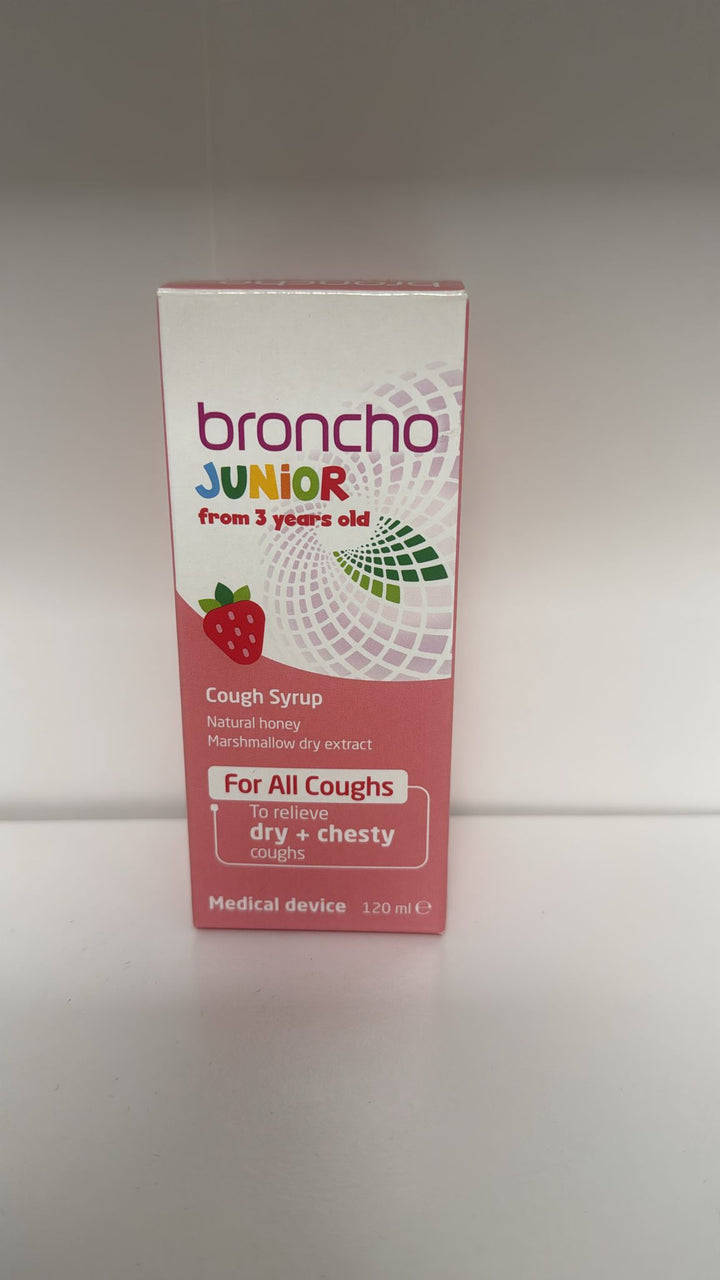 broncho
broncho
JUNiOR
from 3 years old
Cough Syrup
Natural honey
Marshmallow dry extract
For All Coughs
To relieve
dry + chesty
coughs
Medical device 120 ml ℮